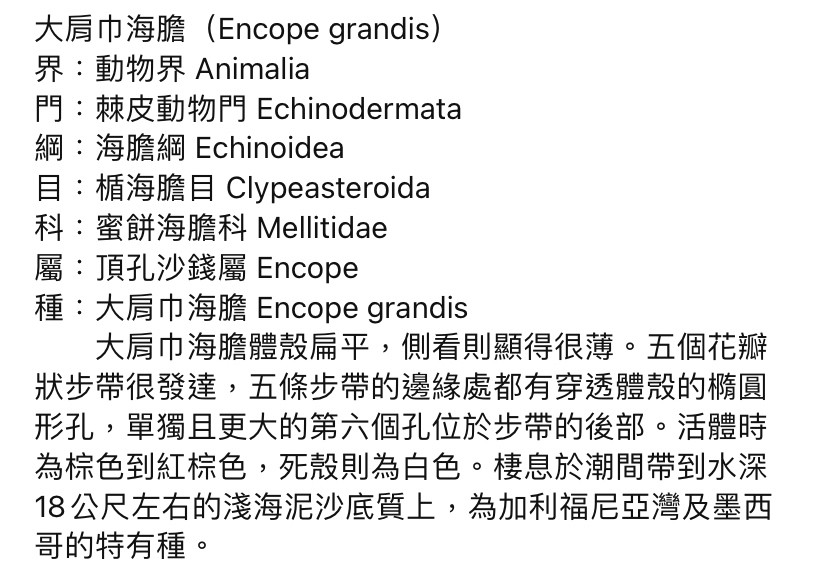 大肩巾海膽（Encope grandis）
界：動物界 Animalia
門：棘皮動物門 Echinodermata
綱：海膽綱 Echinoidea
目：楯海膽目 Clypeasteroida
科：蜜餅海膽科 Mellitidae
屬：頂孔沙錢屬 Encope
種：大肩巾海膽 Encope grandis
　　大肩巾海膽體殼扁平，側看則顯得很薄。五個花瓣
狀步帶很發達，五條步帶的邊緣處都有穿透體殼的橢圓
形孔，單獨且更大的第六個孔位於步帶的後部。活體時
為棕色到紅棕色，死殼則為白色。棲息於潮間帶到水深
18公尺左右的淺海泥沙底質上，為加利福尼亞灣及墨西
哥的特有種。